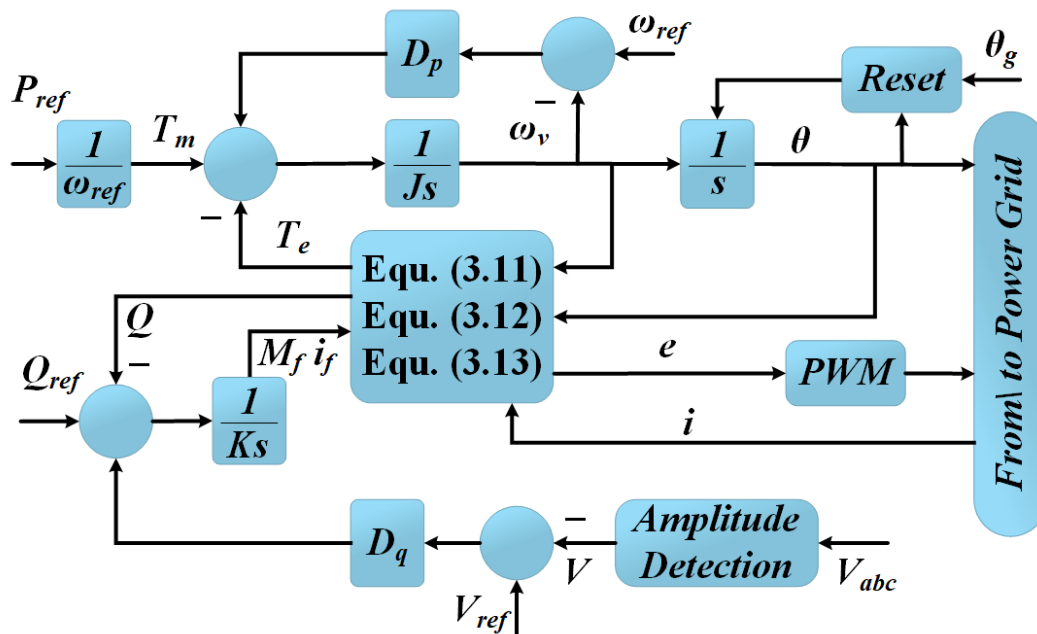 ω_ref
D_p
θ_g
Reset
P_ref
−
1/ω_ref
T_m
ω_v
1/Js
1/s
θ
−
T_e
Equ. (3.11)
Equ. (3.12)
Equ. (3.13)
Q
−
M_f i_f
Q_ref
1/Ks
e
PWM
i
From\ to Power Grid
D_q
−
V
Amplitude
Detection
V_abc
V_ref